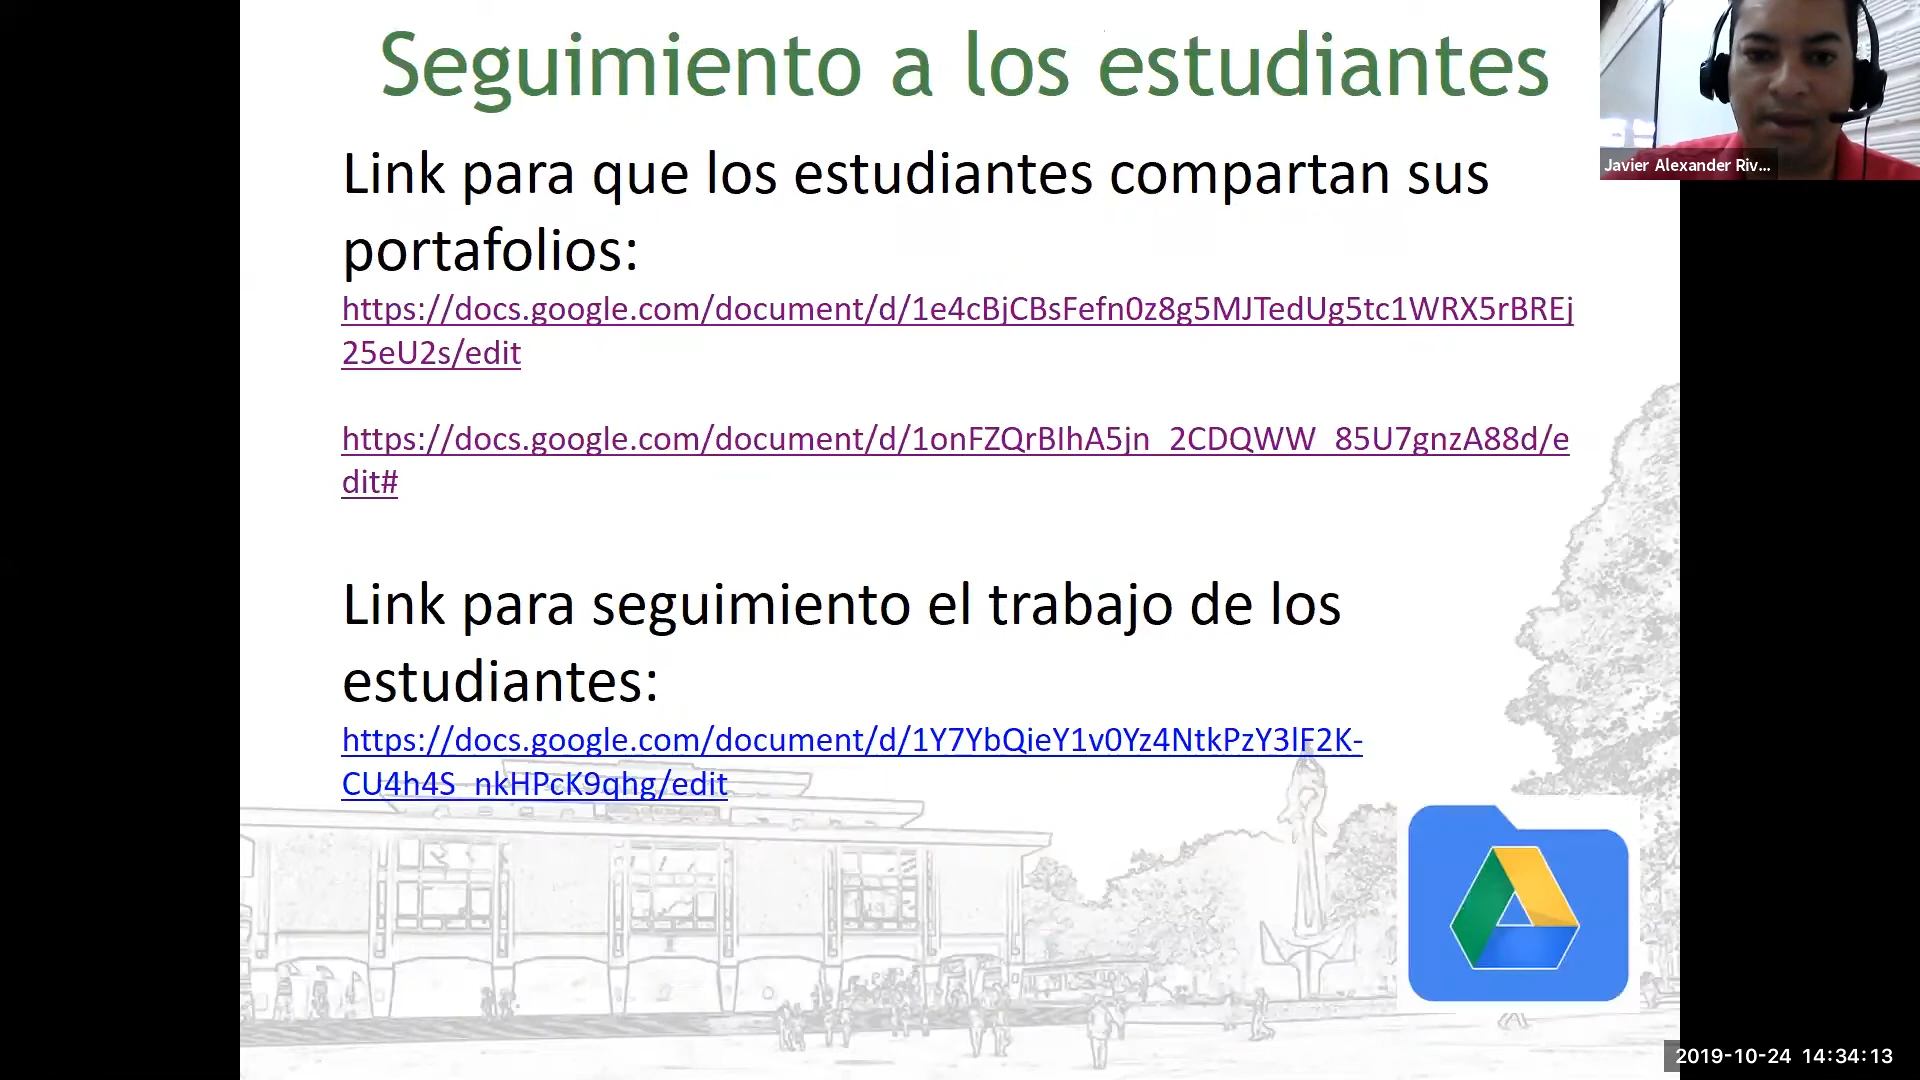 Seguimiento a los estudiantes
Link para que los estudiantes compartan sus
portafolios:
https://docs.google.com/document/d/1e4cBjCBsFefn0z8g5MJTedUg5tc1WRX5rBREj
25eU2s/edit
https://docs.google.com/document/d/1onFZQrBIhA5jn_2CDQWW_85U7gnzA88d/e
dit#
Link para seguimiento el trabajo de los
estudiantes:
https://docs.google.com/document/d/1Y7YbQieY1v0Yz4NtkPzY3lF2K-
CU4h4S_nkHPcK9qhg/edit
Javier Alexander Riv...
2019-10-24 14:34:13